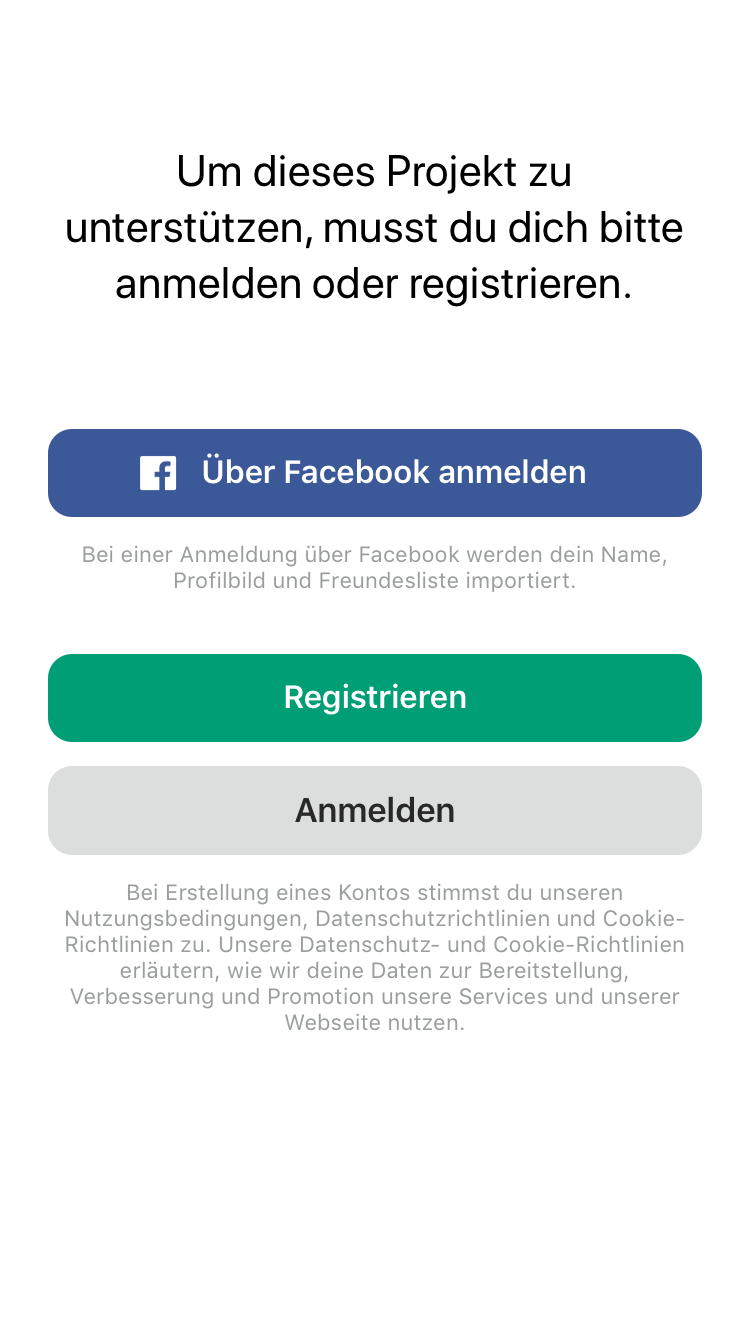 Um dieses Projekt zu
unterstützen, musst du dich bitte
anmelden oder registrieren.
Über Facebook anmelden
Bei einer Anmeldung über Facebook werden dein Name,
Profilbild und Freundesliste importiert.
Registrieren
Anmelden
Bei Erstellung eines Kontos stimmst du unseren
Nutzungsbedingungen, Datenschutzrichtlinien und Cookie-
Richtlinien zu. Unsere Datenschutz- und Cookie-Richtlinien
erläutern, wie wir deine Daten zur Bereitstellung,
Verbesserung und Promotion unsere Services und unserer
Webseite nutzen.